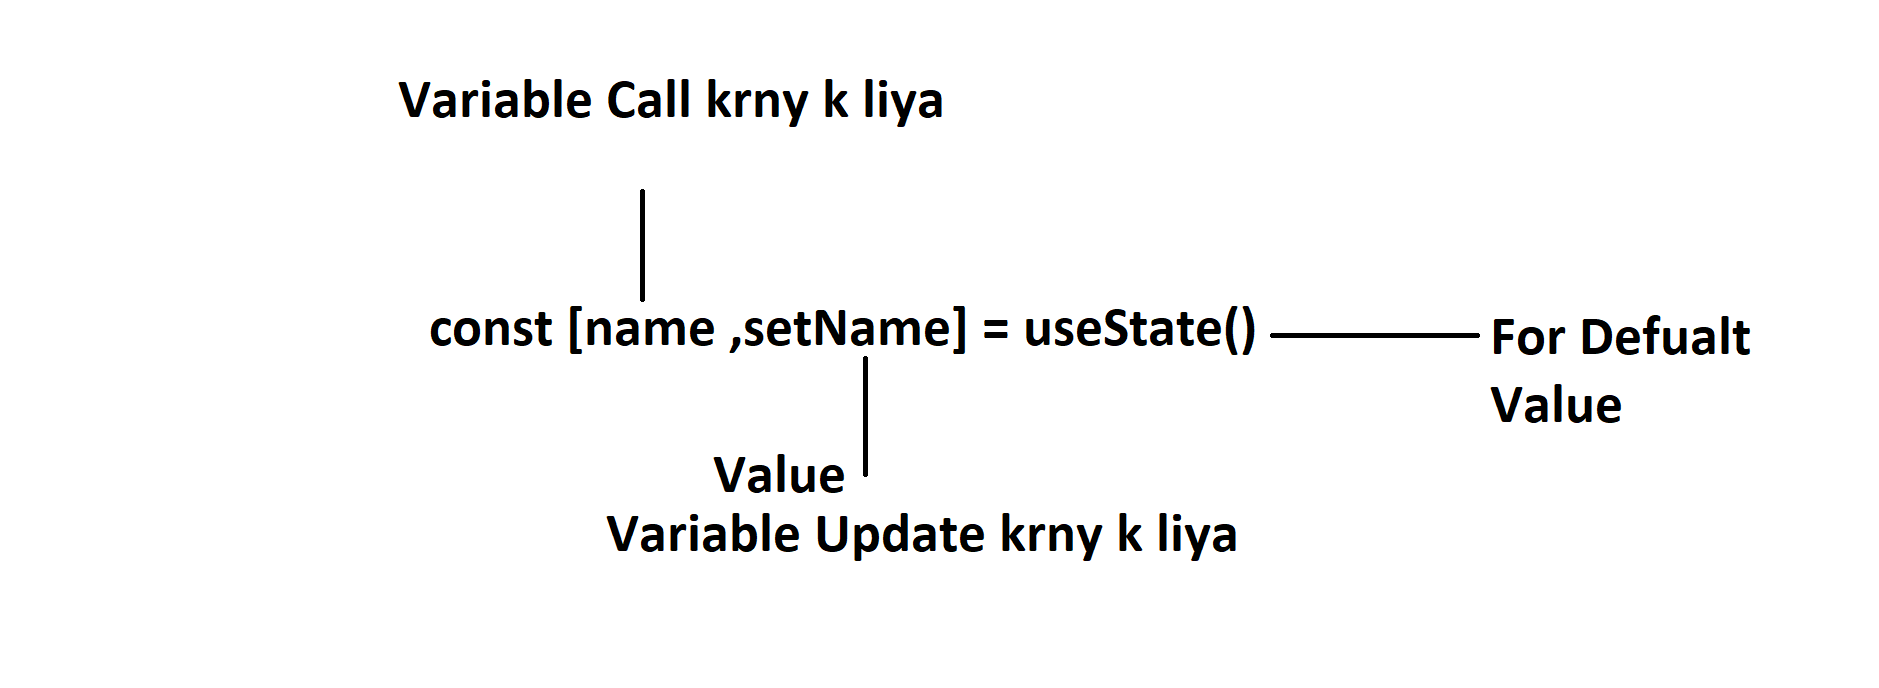 Variable Call krny k liya
const [name ,setName] = useState()
For Defualt
Value
Value
Variable Update krny k liya